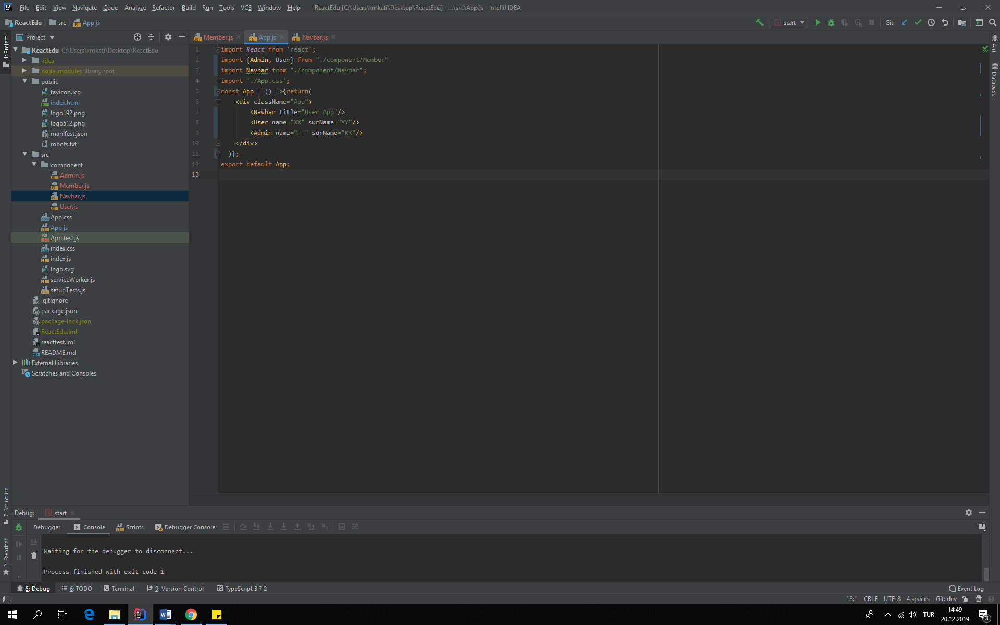 File Edit View Navigate Code Analyze Refactor Build Run Tools VCS Window Help ReactEdu [C:\Users\xmkati\Desktop\ReactEdu] - ...\src\App.js - IntelliJ IDEA
ReactEdu src App.js start Git:
Project Member.js App.js Navbar.js
1: Project
ReactEdu C:\Users\xmkati\Desktop\ReactEdu
.idea
node_modules library root
public
favicon.ico
index.html
logo192.png
logo512.png
manifest.json
robots.txt
src
component
Admin.js
Member.js
Navbar.js
User.js
App.css
App.js
App.test.js
index.css
index.js
logo.svg
serviceWorker.js
setupTests.js
.gitignore
package.json
package-lock.json
ReactEdu.iml
reacttest.iml
README.md
External Libraries
Scratches and Consoles
1 import React from 'react';
2 import {Admin, User} from "./component/Member"
3 import Navbar from "./component/Navbar";
4 import './App.css';
5 const App = () =>{return(
6 <div className="App">
7 <Navbar title="User App"/>
8 <User name="XX" surName="YY"/>
9 <Admin name="TT" surName="KK"/>
10 </div>
11 )};
12 export default App;
13
Ant
Database
7: Structure
2: Favorites
Debug: start
Debugger Console Scripts Debugger Console
Waiting for the debugger to disconnect...
Process finished with exit code 1
5: Debug 6: TODO Terminal 9: Version Control TypeScript 3.7.2 Event Log
13:1 CRLF UTF-8 4 spaces Git: dev
TUR 14:49
20.12.2019 3